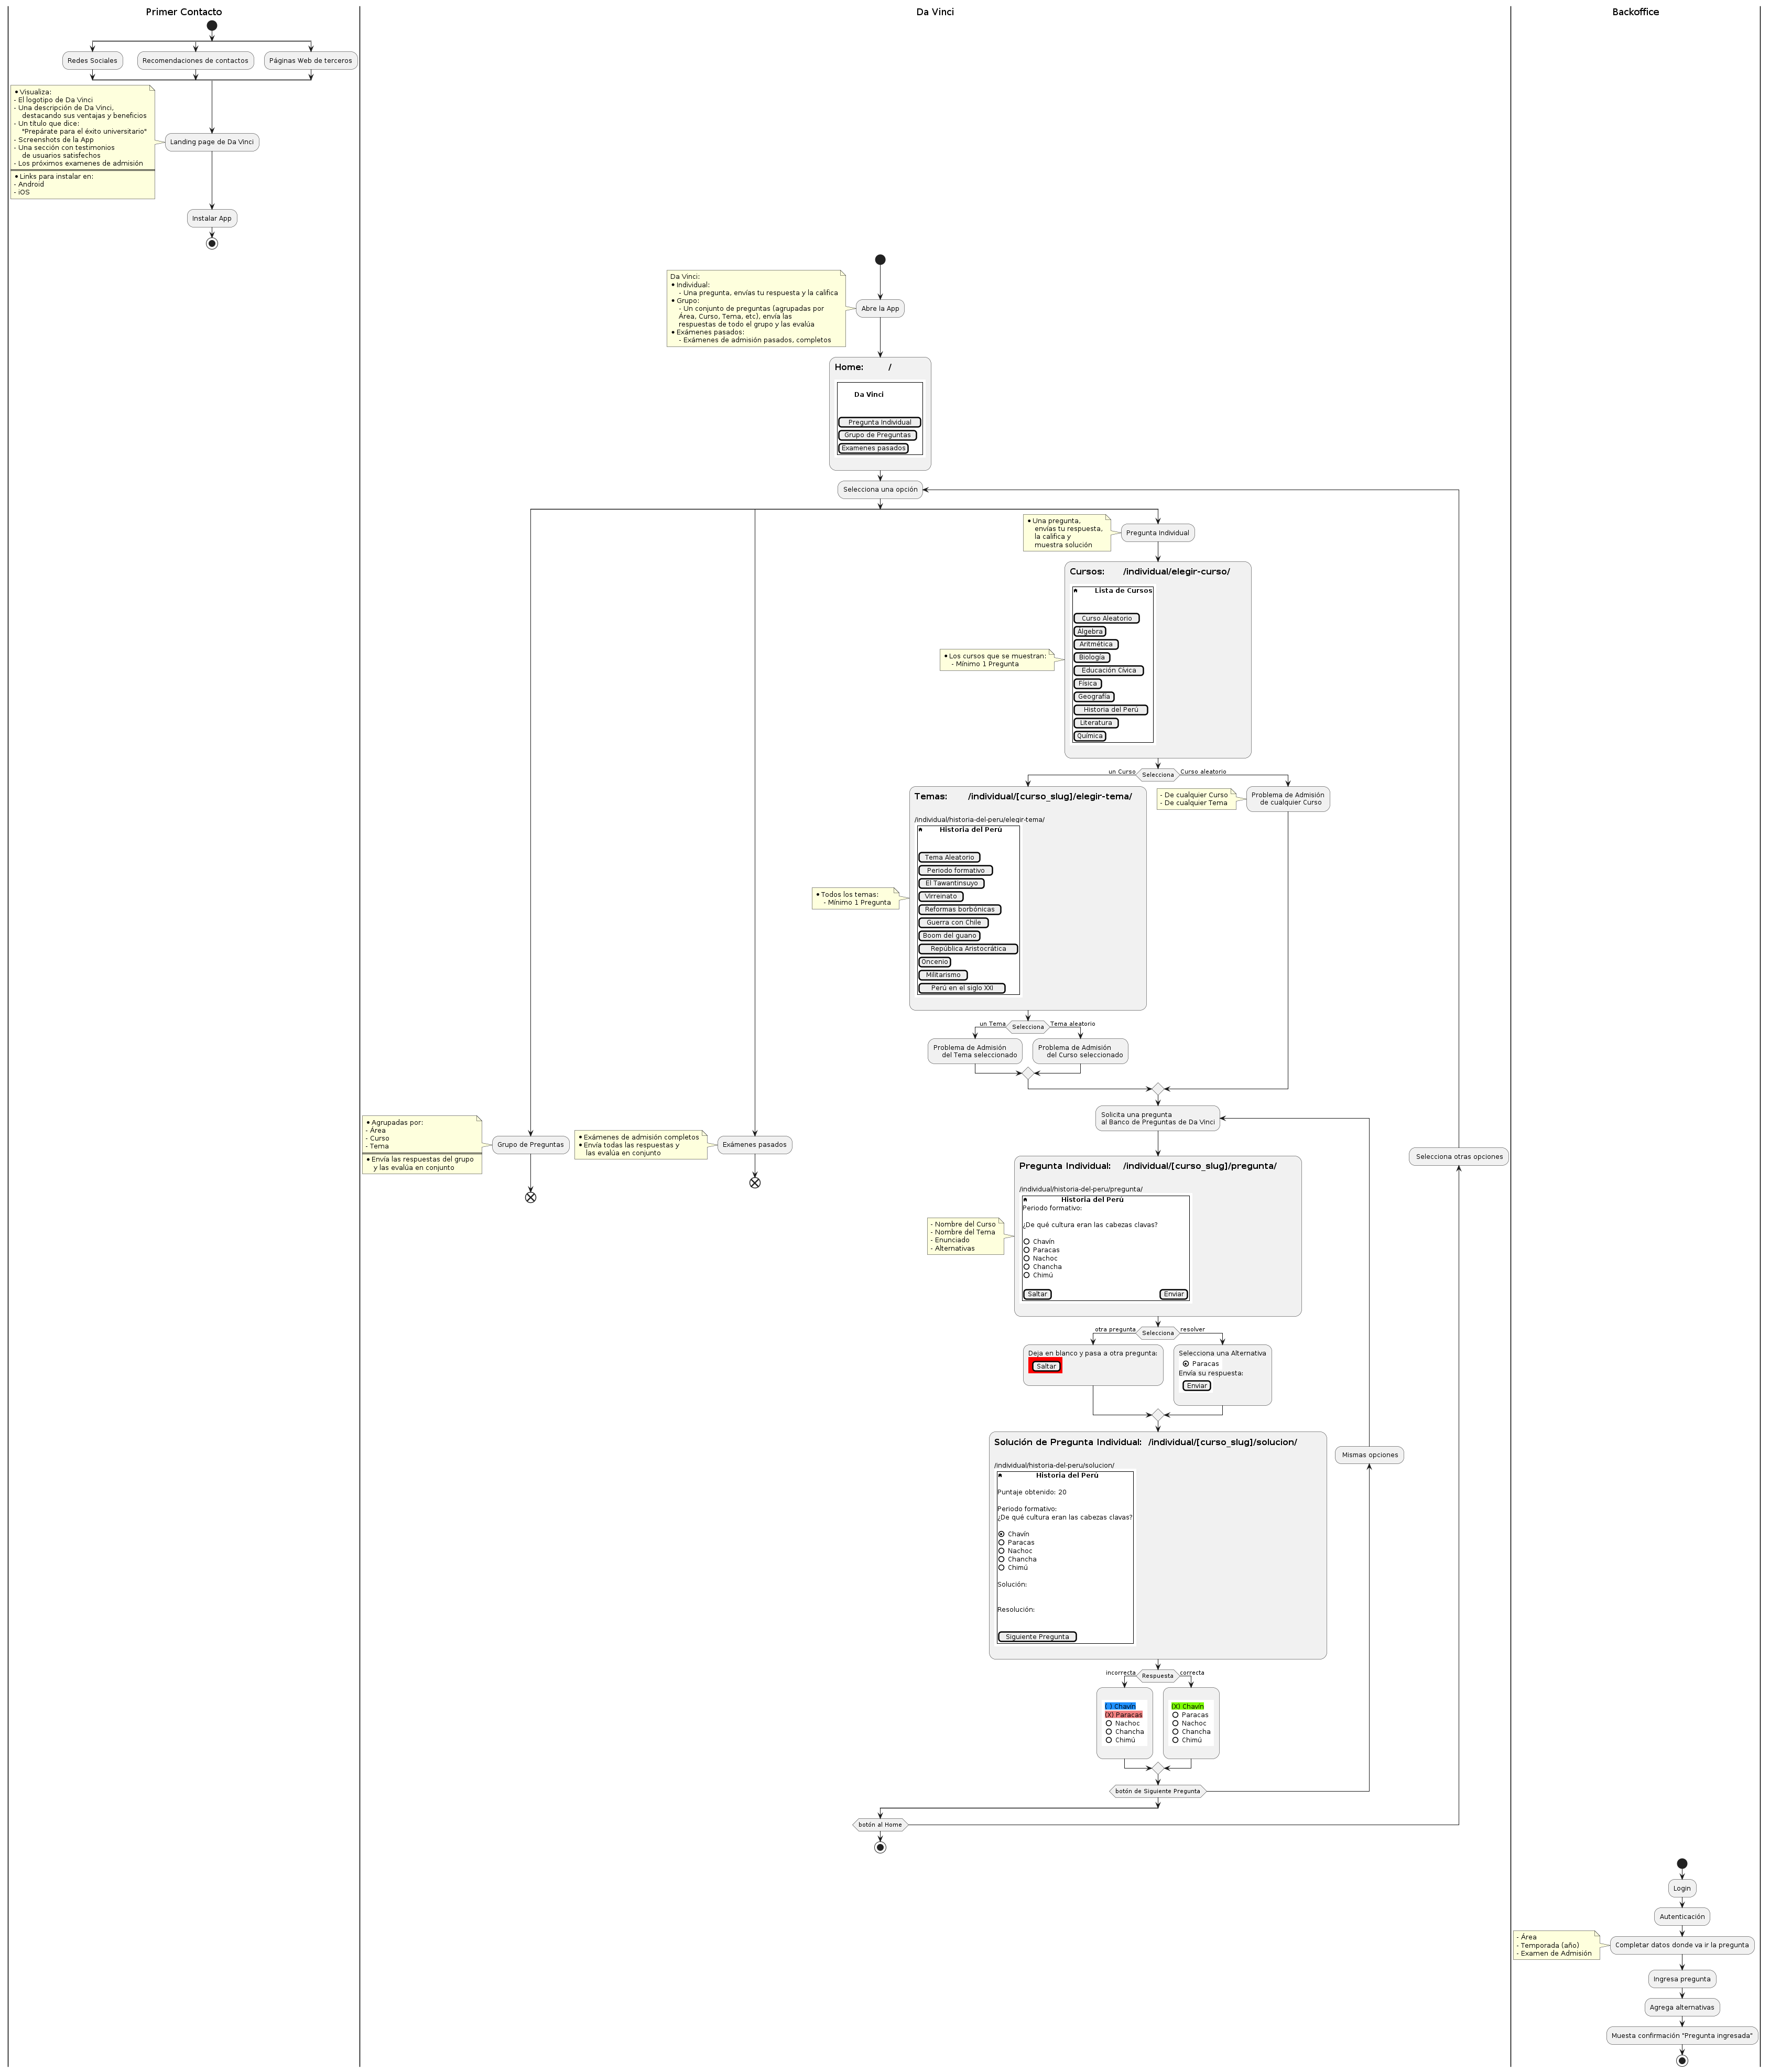 Primer Contacto
Da Vinci
Backoffice
Redes Sociales
Recomendaciones de contactos
Páginas Web de terceros
• Visualiza:
- El logotipo de Da Vinci
- Una descripción de Da Vinci,
destacando sus ventajas y beneficios
- Un título que dice:
"Prepárate para el éxito universitario"
- Screenshots de la App
- Una sección con testimonios
de usuarios satisfechos
- Los próximos examenes de admisión
• Links para instalar en:
- Android
- iOS
Landing page de Da Vinci
Instalar App
Da Vinci:
• Individual:
- Una pregunta, envías tu respuesta y la califica
• Grupo:
- Un conjunto de preguntas (agrupadas por
Área, Curso, Tema, etc), envía las
respuestas de todo el grupo y las evalúa
• Exámenes pasados:
- Exámenes de admisión pasados, completos
Abre la App
Home: /
Da Vinci
Pregunta Individual
Grupo de Preguntas
Examenes pasados
Selecciona una opción
• Una pregunta,
envías tu respuesta,
la califica y
muestra solución
Pregunta Individual
Cursos: /individual/elegir-curso/
Lista de Cursos
Curso Aleatorio
Álgebra
Aritmética
Biología
Educación Cívica
Física
Geografía
Historia del Perú
Literatura
Química
• Los cursos que se muestran:
- Mínimo 1 Pregunta
un Curso
Selecciona
Curso aleatorio
Temas: /individual/[curso_slug]/elegir-tema/
/individual/historia-del-peru/elegir-tema/
Historia del Perú
Tema Aleatorio
Periodo formativo
El Tawantinsuyo
Virreinato
Reformas borbónicas
Guerra con Chile
Boom del guano
República Aristocrática
Oncenio
Militarismo
Perú en el siglo XXI
• Todos los temas:
- Mínimo 1 Pregunta
- De cualquier Curso
- De cualquier Tema
Problema de Admisión
de cualquier Curso
un Tema
Selecciona
Tema aleatorio
Problema de Admisión
del Tema seleccionado
Problema de Admisión
del Curso seleccionado
• Agrupadas por:
- Área
- Curso
- Tema
• Envía las respuestas del grupo
y las evalúa en conjunto
Grupo de Preguntas
• Exámenes de admisión completos
• Envía todas las respuestas y
las evalúa en conjunto
Exámenes pasados
Solicita una pregunta
al Banco de Preguntas de Da Vinci
Selecciona otras opciones
Pregunta Individual: /individual/[curso_slug]/pregunta/
/individual/historia-del-peru/pregunta/
Historia del Perú
Periodo formativo:
¿De qué cultura eran las cabezas clavas?
Chavín
Paracas
Nachoc
Chancha
Chimú
Saltar
Enviar
- Nombre del Curso
- Nombre del Tema
- Enunciado
- Alternativas
otra pregunta
Selecciona
resolver
Deja en blanco y pasa a otra pregunta:
Saltar
Selecciona una Alternativa
Paracas
Envía su respuesta:
Enviar
Solución de Pregunta Individual: /individual/[curso_slug]/solucion/
/individual/historia-del-peru/solucion/
Historia del Perú
Puntaje obtenido: 20
Periodo formativo:
¿De qué cultura eran las cabezas clavas?
Chavín
Paracas
Nachoc
Chancha
Chimú
Solución:
Resolución:
Siguiente Pregunta
Mismas opciones
incorrecta
Respuesta
correcta
(.) Chavín
(X) Paracas
Nachoc
Chancha
Chimú
(X) Chavín
Paracas
Nachoc
Chancha
Chimú
botón de Siguiente Pregunta
botón al Home
Login
Autenticación
- Área
- Temporada (año)
- Examen de Admisión
Completar datos donde va ir la pregunta
Ingresa pregunta
Agrega alternativas
Muesta confirmación "Pregunta ingresada"